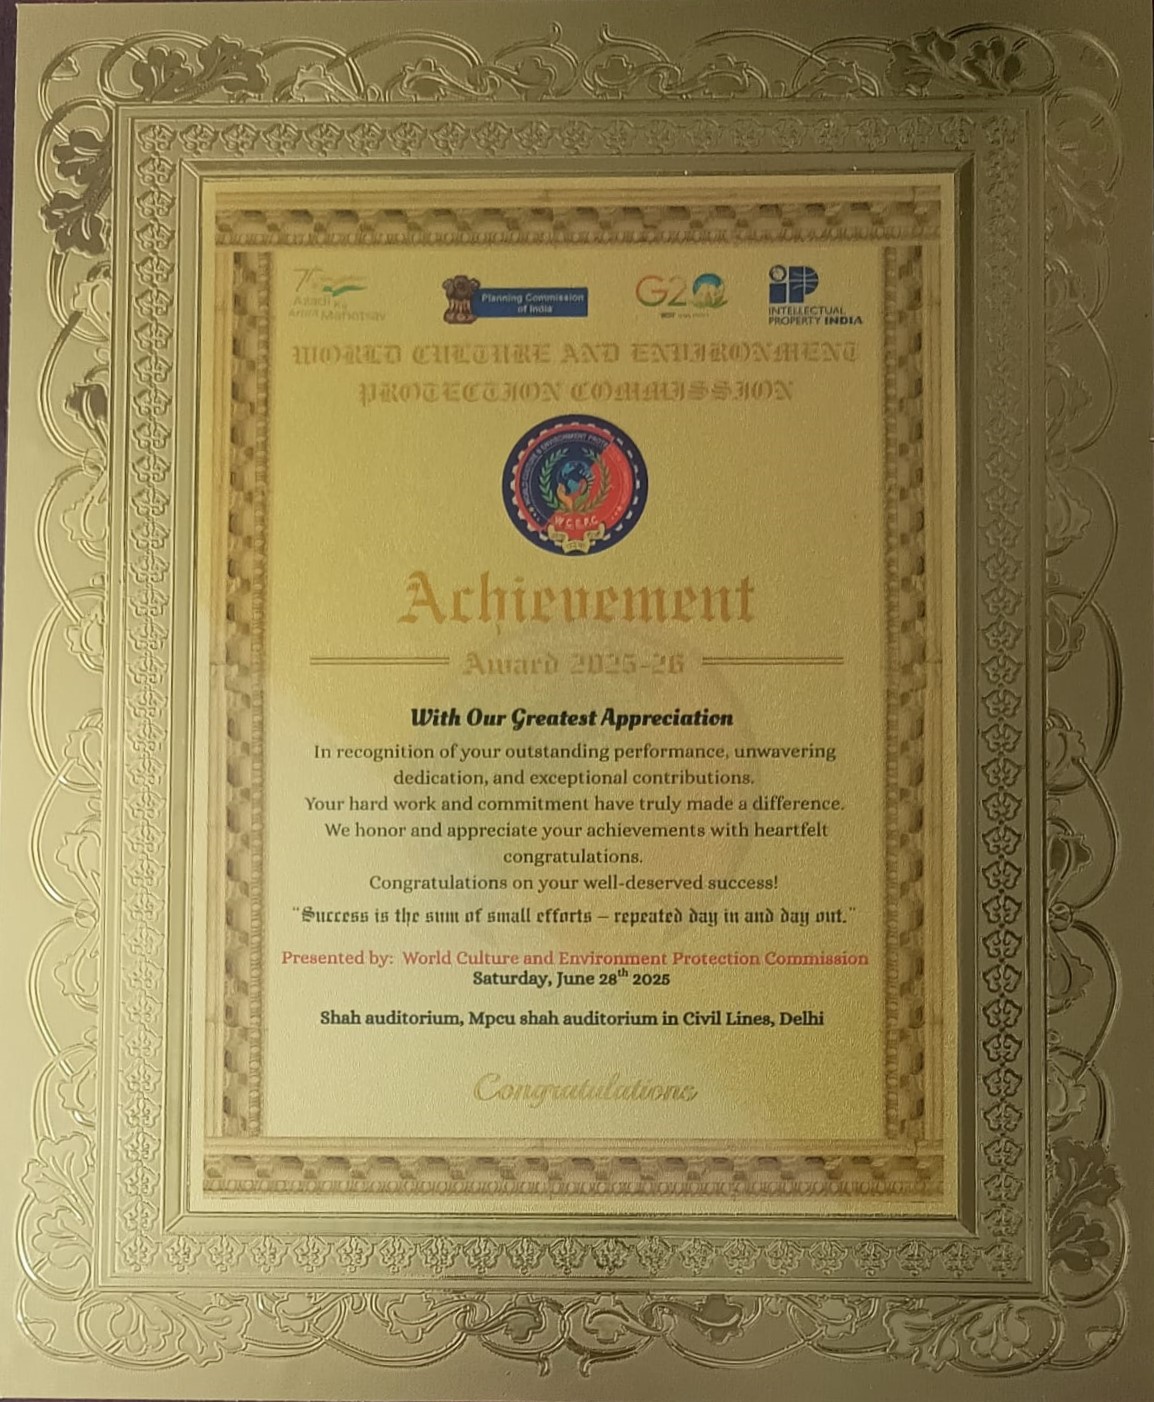 75
Azadi Ka
Amrit Mahotsav
Planning Commission
of India
G20
iP
INTELLECTUAL
PROPERTY INDIA
WORLD CULTURE AND ENVIRONMENT
PROTECTION COMMISSION
W.C.E.P.C
Achievement
Award 2025-26
With Our Greatest Appreciation
In recognition of your outstanding performance, unwavering
dedication, and exceptional contributions.
Your hard work and commitment have truly made a difference.
We honor and appreciate your achievements with heartfelt
congratulations.
Congratulations on your well-deserved success!
"Success is the sum of small efforts – repeated day in and day out."
Presented by: World Culture and Environment Protection Commission
Saturday, June 28th 2025
Shah auditorium, Mpcu shah auditorium in Civil Lines, Delhi
Congratulations